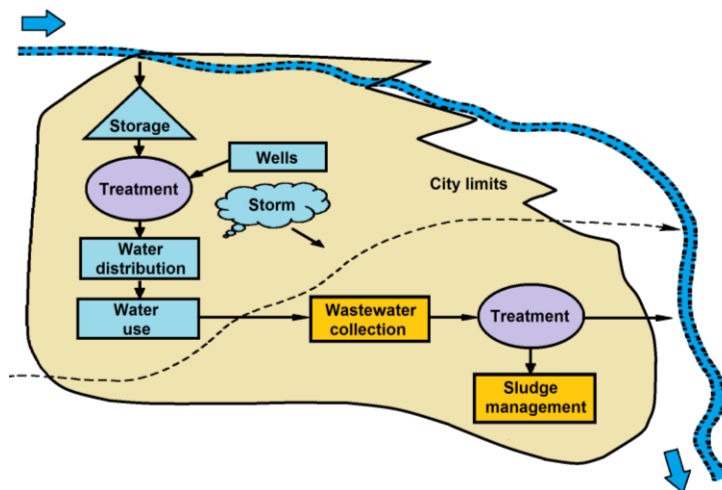 Storage
Wells
Treatment
City limits
Storm
Water
distribution
Water
use
Wastewater
collection
Treatment
Sludge
management